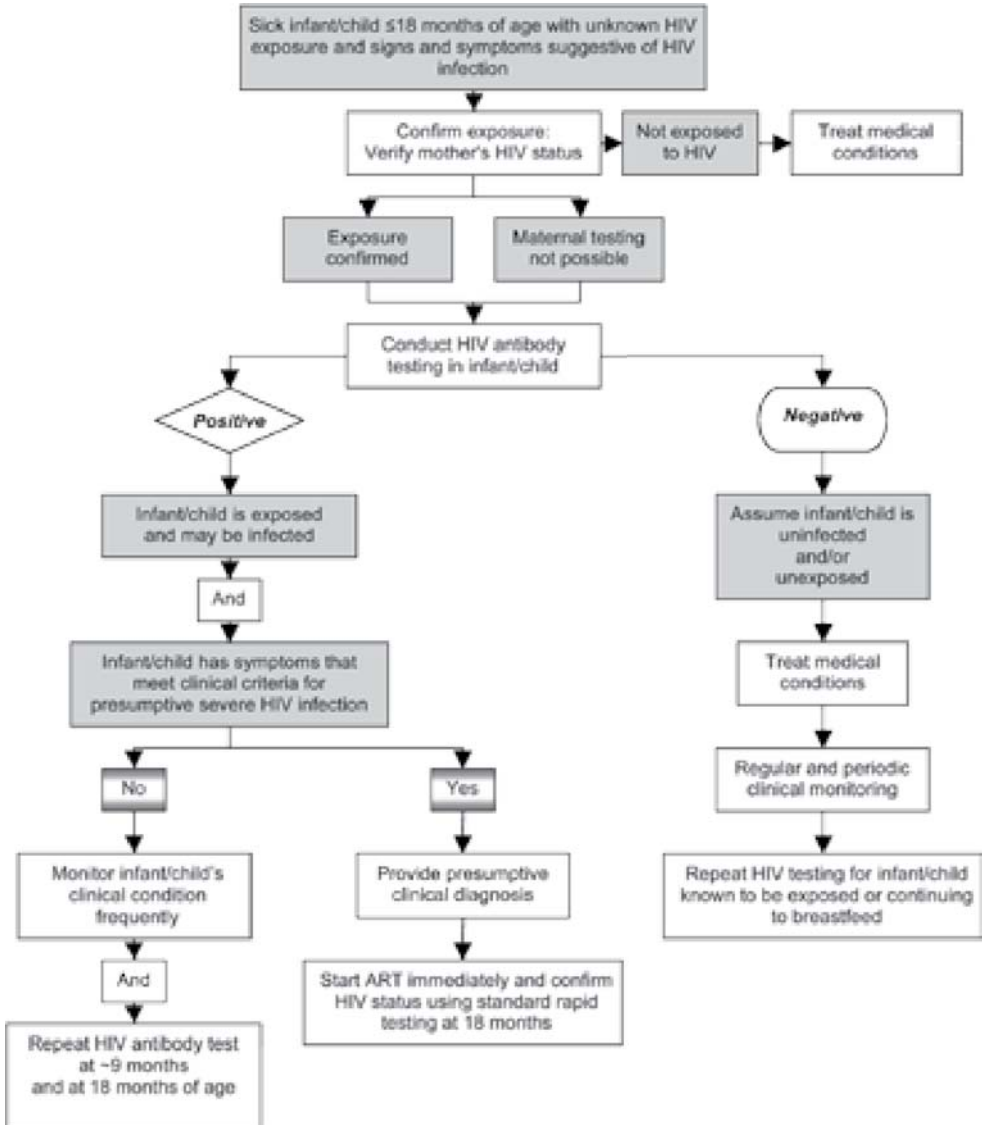 Sick infant/child ≤18 months of age with unknown HIV
exposure and signs and symptoms suggestive of HIV
infection
Confirm exposure:
Verify mother's HIV status
Not exposed
to HIV
Treat medical
conditions
Exposure
confirmed
Maternal testing
not possible
Conduct HIV antibody
testing in infant/child
Positive
Negative
Infant/child is exposed
and may be infected
Assume infant/child is
uninfected
and/or
unexposed
And
Infant/child has symptoms that
meet clinical criteria for
presumptive severe HIV infection
Treat medical
conditions
No
Yes
Regular and periodic
clinical monitoring
Monitor infant/child's
clinical condition
frequently
Provide presumptive
clinical diagnosis
Repeat HIV testing for infant/child
known to be exposed or continuing
to breastfeed
And
Start ART immediately and confirm
HIV status using standard rapid
testing at 18 months
Repeat HIV antibody test
at ~9 months
and at 18 months of age